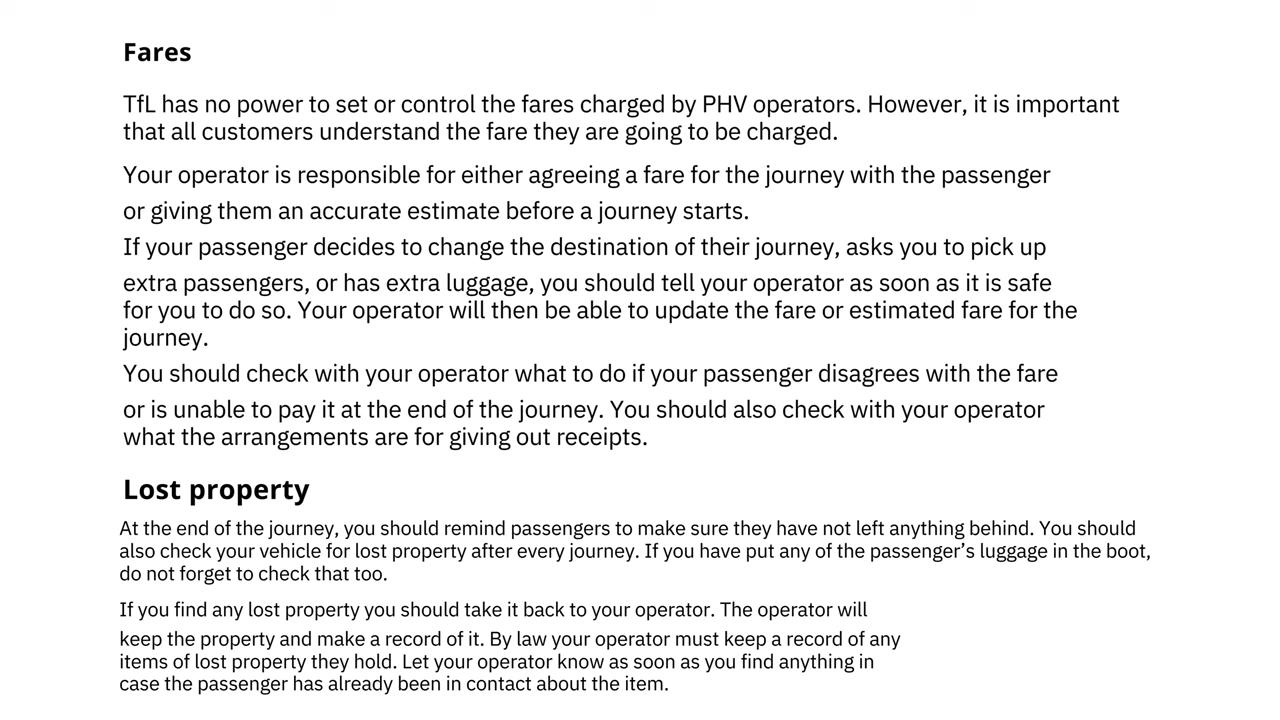 Fares
TfL has no power to set or control the fares charged by PHV operators. However, it is important
that all customers understand the fare they are going to be charged.
Your operator is responsible for either agreeing a fare for the journey with the passenger
or giving them an accurate estimate before a journey starts.
If your passenger decides to change the destination of their journey, asks you to pick up
extra passengers, or has extra luggage, you should tell your operator as soon as it is safe
for you to do so. Your operator will then be able to update the fare or estimated fare for the
journey.
You should check with your operator what to do if your passenger disagrees with the fare
or is unable to pay it at the end of the journey. You should also check with your operator
what the arrangements are for giving out receipts.
Lost property
At the end of the journey, you should remind passengers to make sure they have not left anything behind. You should
also check your vehicle for lost property after every journey. If you have put any of the passenger’s luggage in the boot,
do not forget to check that too.
If you find any lost property you should take it back to your operator. The operator will
keep the property and make a record of it. By law your operator must keep a record of any
items of lost property they hold. Let your operator know as soon as you find anything in
case the passenger has already been in contact about the item.